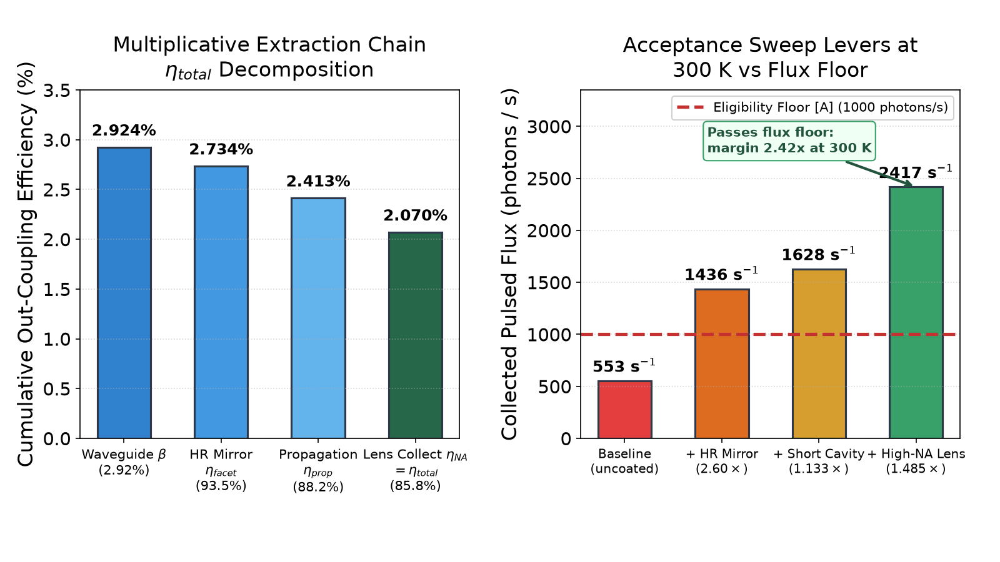 Multiplicative Extraction Chain
η_total Decomposition
Cumulative Out-Coupling Efficiency (%)
3.5
3.0
2.5
2.0
1.5
1.0
0.5
0.0
2.924%
2.734%
2.413%
2.070%
Waveguide β
(2.92%)
HR Mirror
η_facet
(93.5%)
Propagation
η_prop
(88.2%)
Lens Collect η_NA
= η_total
(85.8%)
Acceptance Sweep Levers at
300 K vs Flux Floor
Collected Pulsed Flux (photons / s)
3000
2500
2000
1500
1000
500
0
Eligibility Floor [A] (1000 photons/s)
Passes flux floor:
margin 2.42x at 300 K
553 s⁻¹
1436 s⁻¹
1628 s⁻¹
2417 s⁻¹
Baseline
(uncoated)
+ HR Mirror
(2.60 × )
+ Short Cavity
(1.133 × )
+ High-NA Lens
(1.485 × )